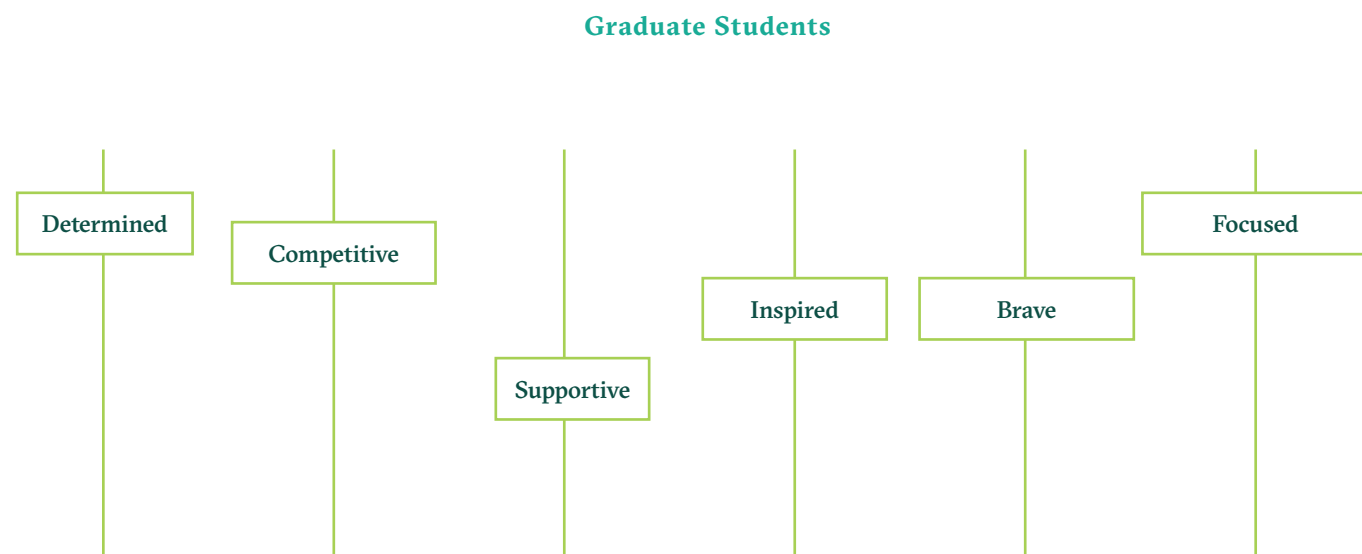 Graduate Students
Determined
Competitive
Supportive
Inspired
Brave
Focused